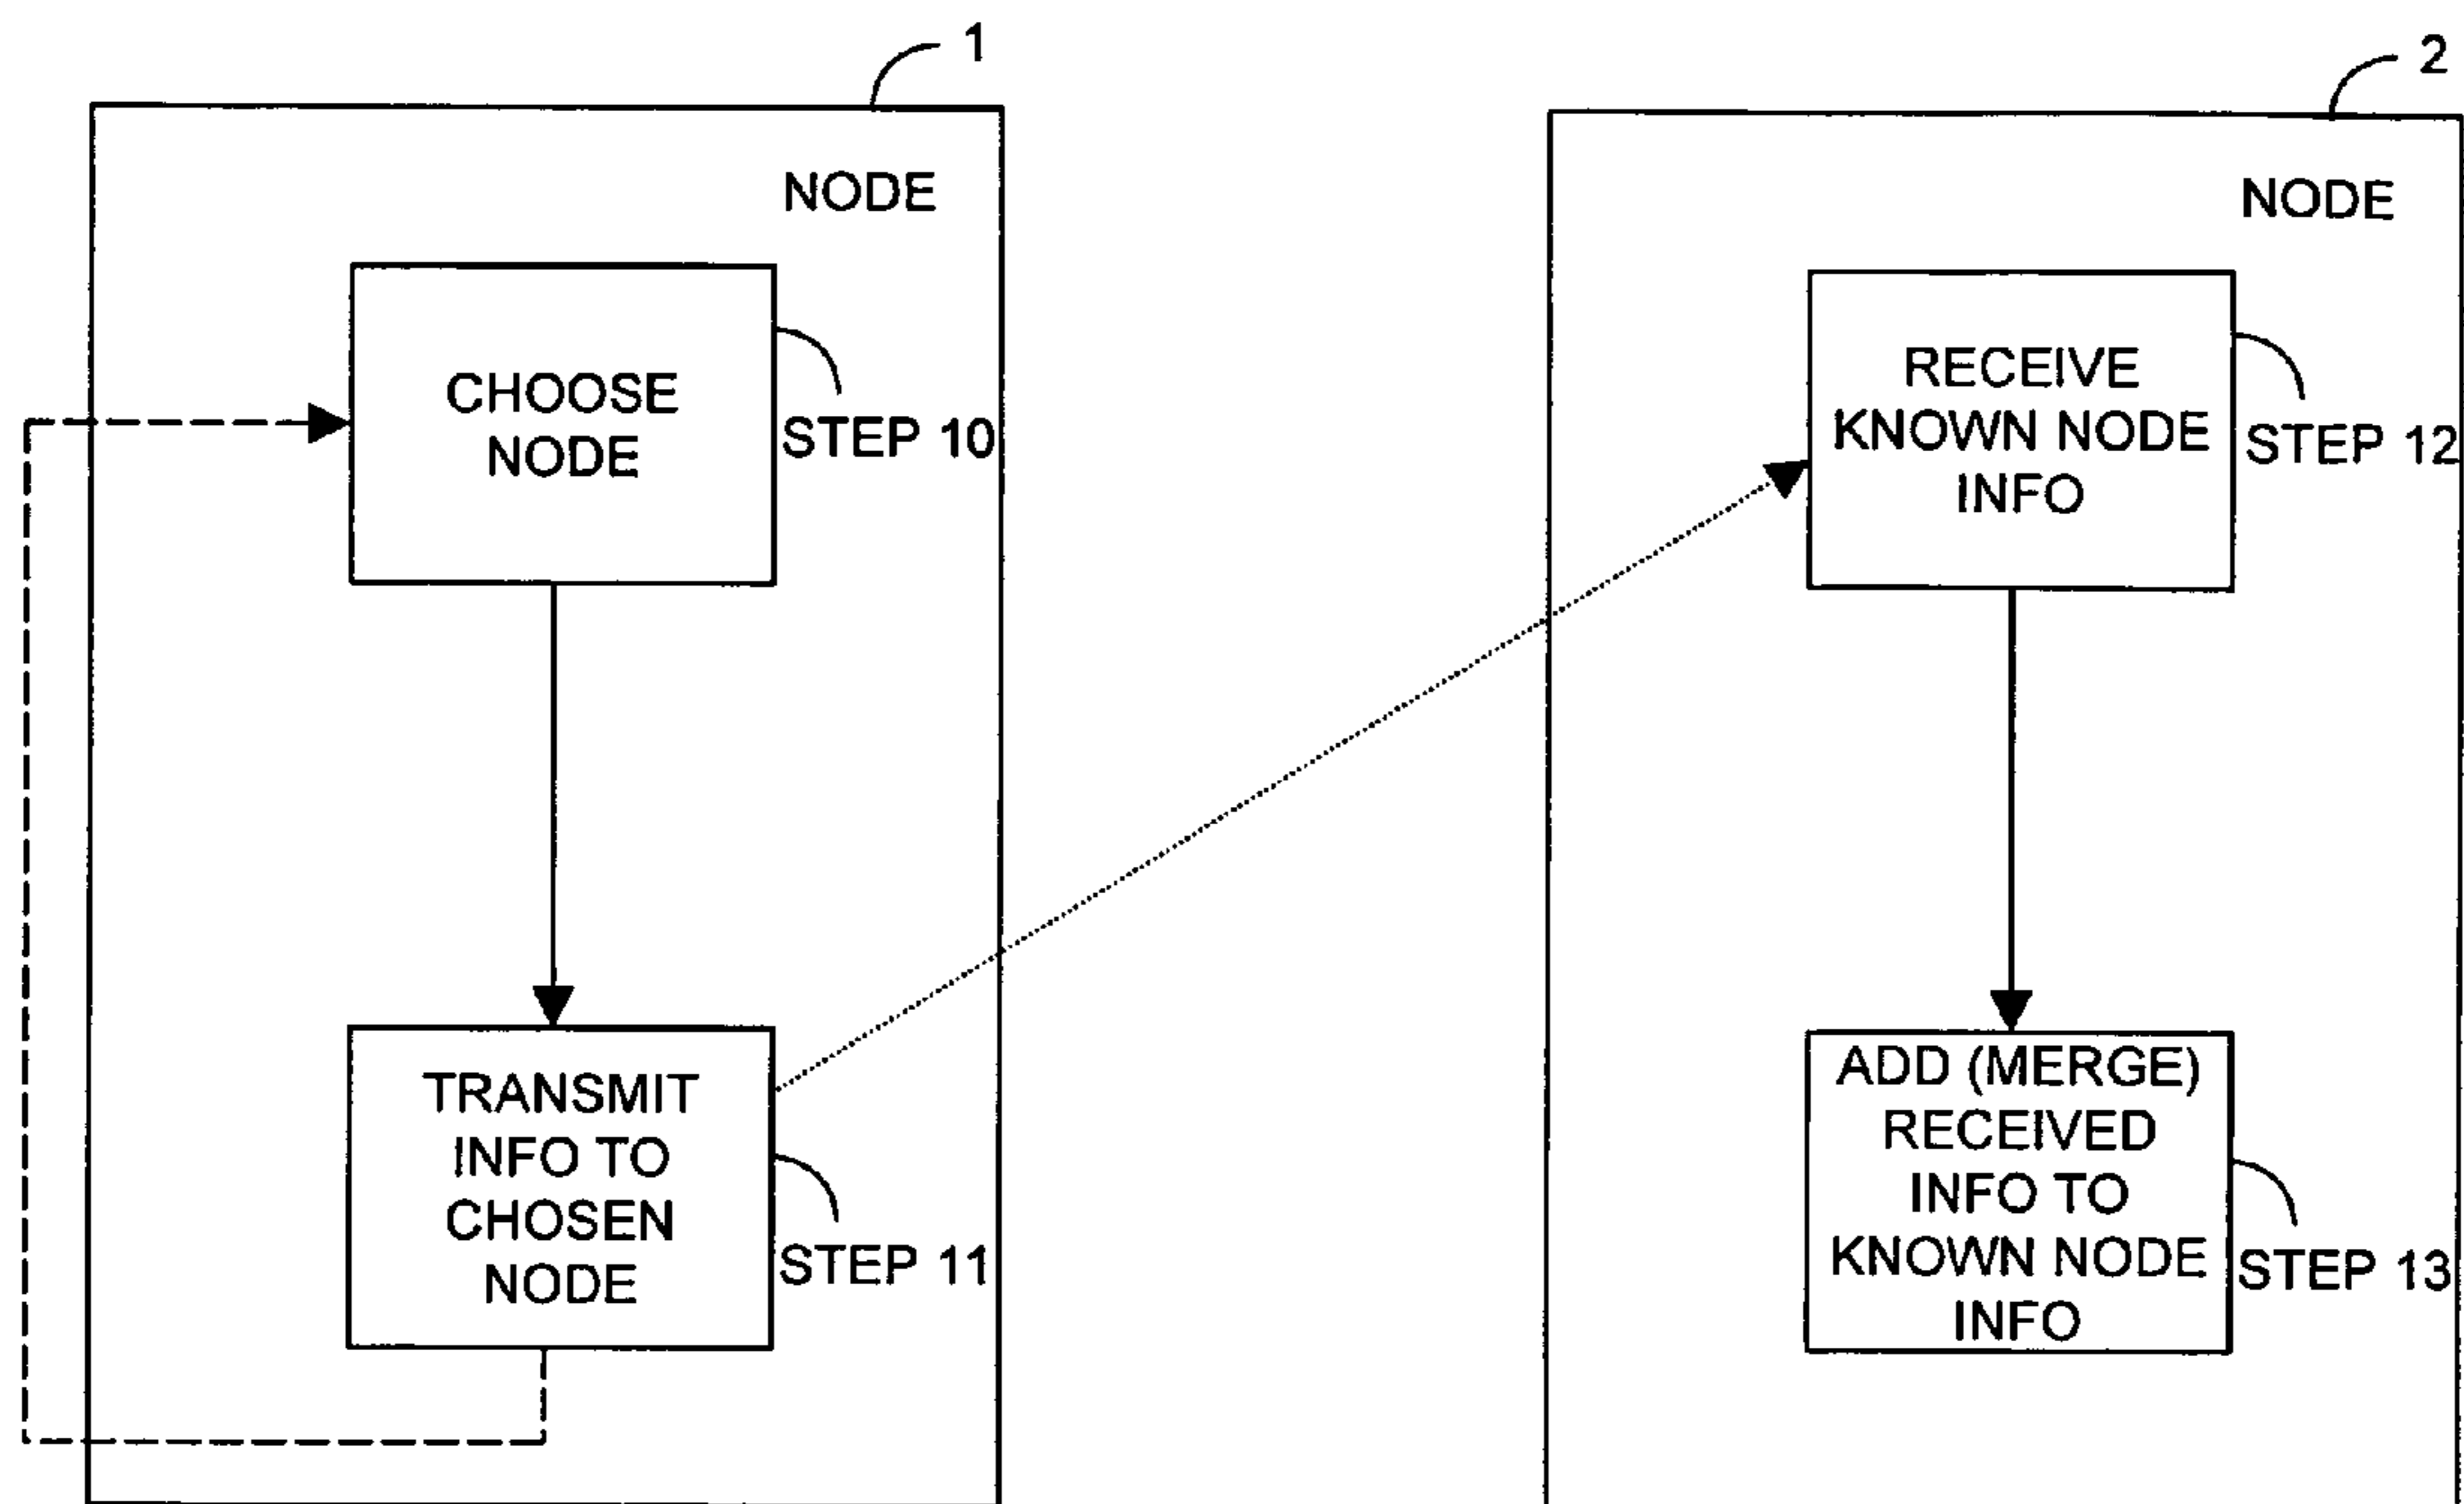 1
NODE
CHOOSE
NODE
STEP 10
TRANSMIT
INFO TO
CHOSEN
NODE
STEP 11
2
NODE
RECEIVE
KNOWN NODE
INFO
STEP 12
ADD (MERGE)
RECEIVED
INFO TO
KNOWN NODE
INFO
STEP 13